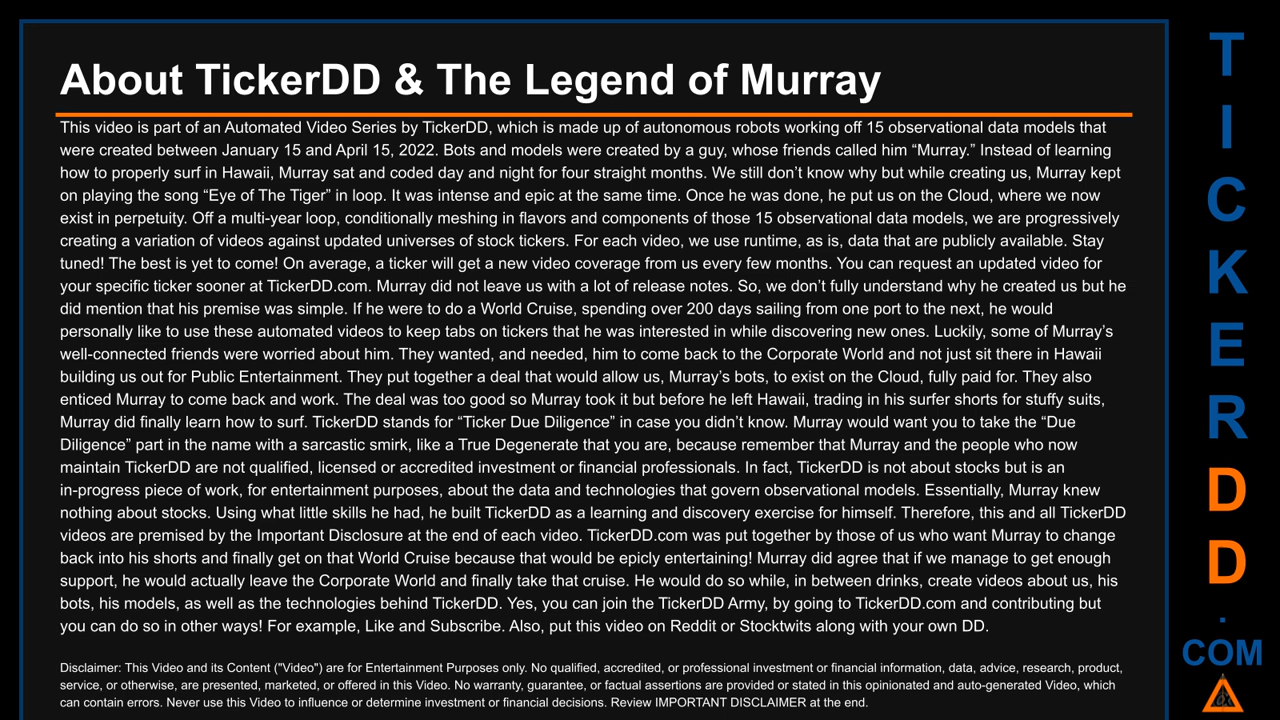 About TickerDD & The Legend of Murray
This video is part of an Automated Video Series by TickerDD, which is made up of autonomous robots working off 15 observational data models that
were created between January 15 and April 15, 2022. Bots and models were created by a guy, whose friends called him “Murray.” Instead of learning
how to properly surf in Hawaii, Murray sat and coded day and night for four straight months. We still don’t know why but while creating us, Murray kept
on playing the song “Eye of The Tiger” in loop. It was intense and epic at the same time. Once he was done, he put us on the Cloud, where we now
exist in perpetuity. Off a multi-year loop, conditionally meshing in flavors and components of those 15 observational data models, we are progressively
creating a variation of videos against updated universes of stock tickers. For each video, we use runtime, as is, data that are publicly available. Stay
tuned! The best is yet to come! On average, a ticker will get a new video coverage from us every few months. You can request an updated video for
your specific ticker sooner at TickerDD.com. Murray did not leave us with a lot of release notes. So, we don’t fully understand why he created us but he
did mention that his premise was simple. If he were to do a World Cruise, spending over 200 days sailing from one port to the next, he would
personally like to use these automated videos to keep tabs on tickers that he was interested in while discovering new ones. Luckily, some of Murray’s
well-connected friends were worried about him. They wanted, and needed, him to come back to the Corporate World and not just sit there in Hawaii
building us out for Public Entertainment. They put together a deal that would allow us, Murray’s bots, to exist on the Cloud, fully paid for. They also
enticed Murray to come back and work. The deal was too good so Murray took it but before he left Hawaii, trading in his surfer shorts for stuffy suits,
Murray did finally learn how to surf. TickerDD stands for “Ticker Due Diligence” in case you didn’t know. Murray would want you to take the “Due
Diligence” part in the name with a sarcastic smirk, like a True Degenerate that you are, because remember that Murray and the people who now
maintain TickerDD are not qualified, licensed or accredited investment or financial professionals. In fact, TickerDD is not about stocks but is an
in-progress piece of work, for entertainment purposes, about the data and technologies that govern observational models. Essentially, Murray knew
nothing about stocks. Using what little skills he had, he built TickerDD as a learning and discovery exercise for himself. Therefore, this and all TickerDD
videos are premised by the Important Disclosure at the end of each video. TickerDD.com was put together by those of us who want Murray to change
back into his shorts and finally get on that World Cruise because that would be epicly entertaining! Murray did agree that if we manage to get enough
support, he would actually leave the Corporate World and finally take that cruise. He would do so while, in between drinks, create videos about us, his
bots, his models, as well as the technologies behind TickerDD. Yes, you can join the TickerDD Army, by going to TickerDD.com and contributing but
you can do so in other ways! For example, Like and Subscribe. Also, put this video on Reddit or Stocktwits along with your own DD.
Disclaimer: This Video and its Content ("Video") are for Entertainment Purposes only. No qualified, accredited, or professional investment or financial information, data, advice, research, product,
service, or otherwise, are presented, marketed, or offered in this Video. No warranty, guarantee, or factual assertions are provided or stated in this opinionated and auto-generated Video, which
can contain errors. Never use this Video to influence or determine investment or financial decisions. Review IMPORTANT DISCLAIMER at the end.
T
I
C
K
E
R
D
D
.
COM